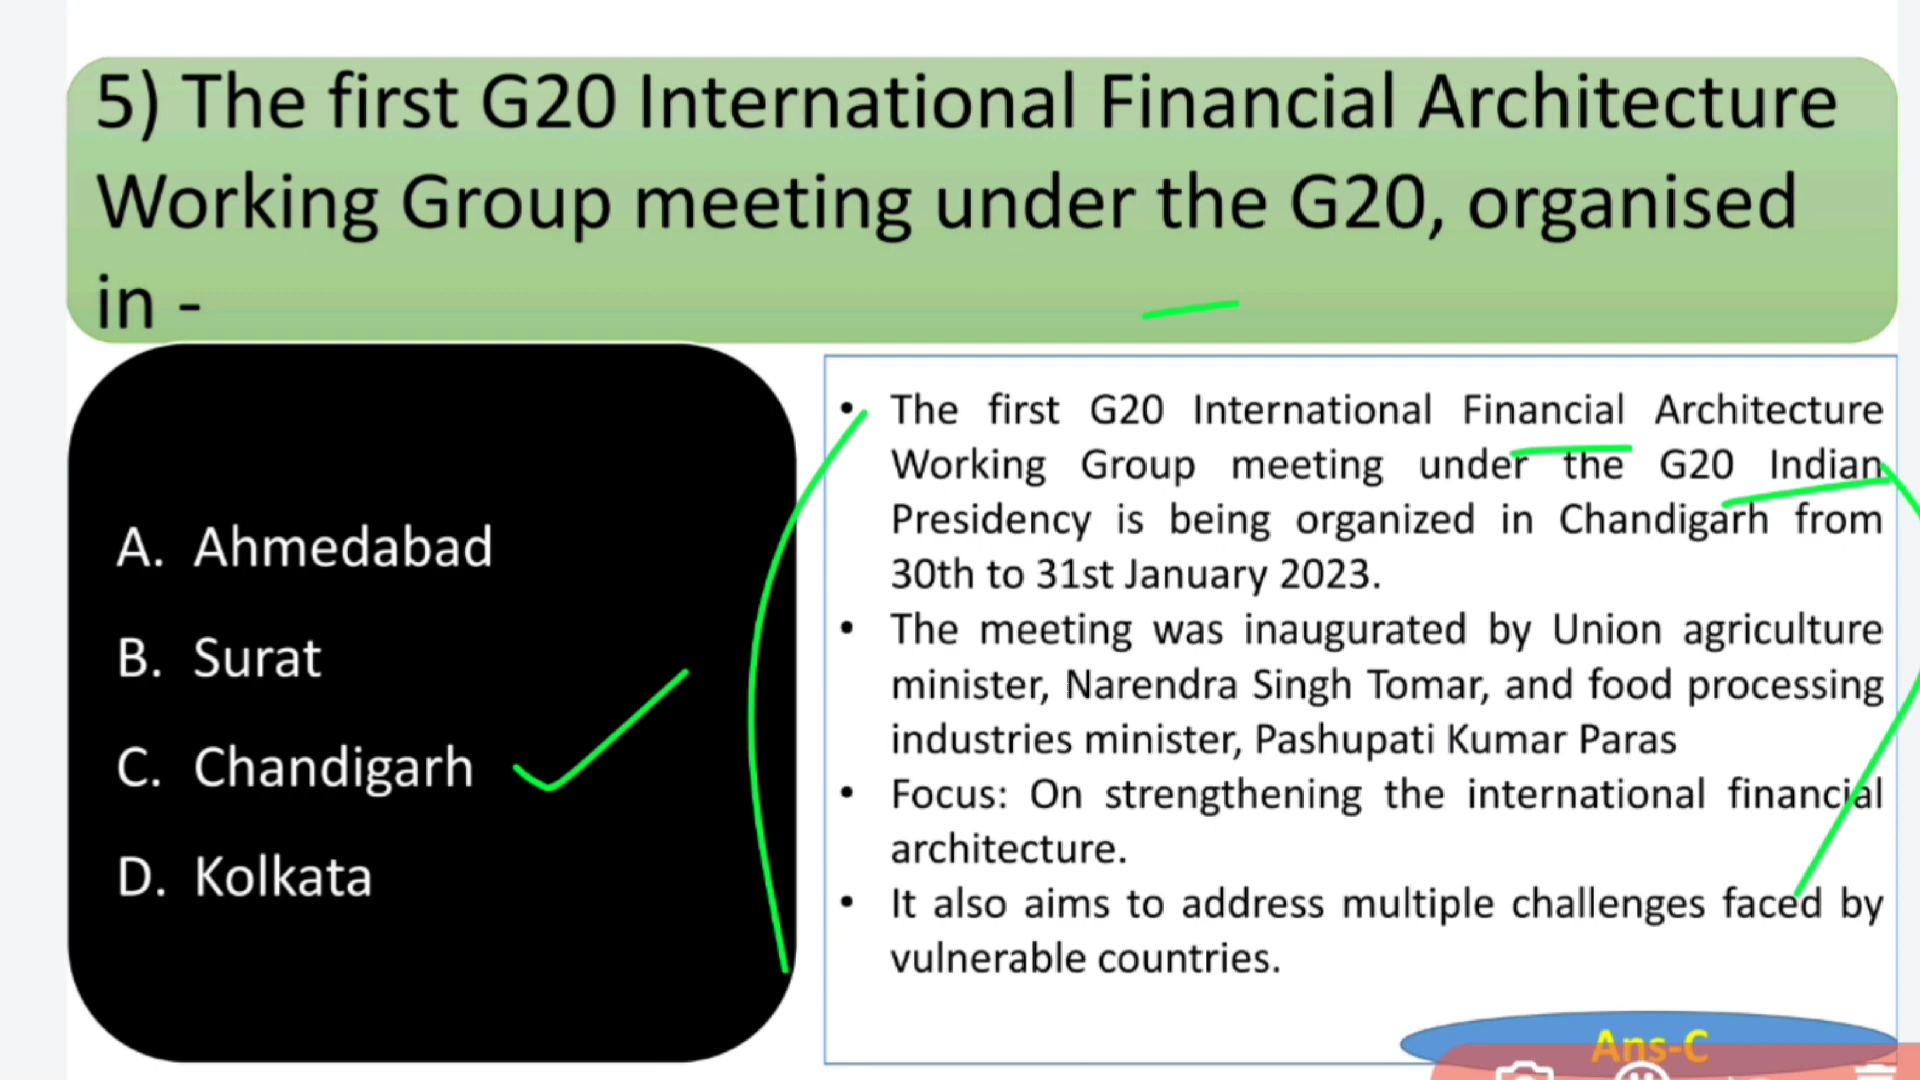 5) The first G20 International Financial Architecture
Working Group meeting under the G20, organised
in -
A. Ahmedabad
B. Surat
C. Chandigarh
D. Kolkata
• The first G20 International Financial Architecture
Working Group meeting under the G20 Indian
Presidency is being organized in Chandigarh from
30th to 31st January 2023.
• The meeting was inaugurated by Union agriculture
minister, Narendra Singh Tomar, and food processing
industries minister, Pashupati Kumar Paras
• Focus: On strengthening the international financial
architecture.
• It also aims to address multiple challenges faced by
vulnerable countries.
Ans-C